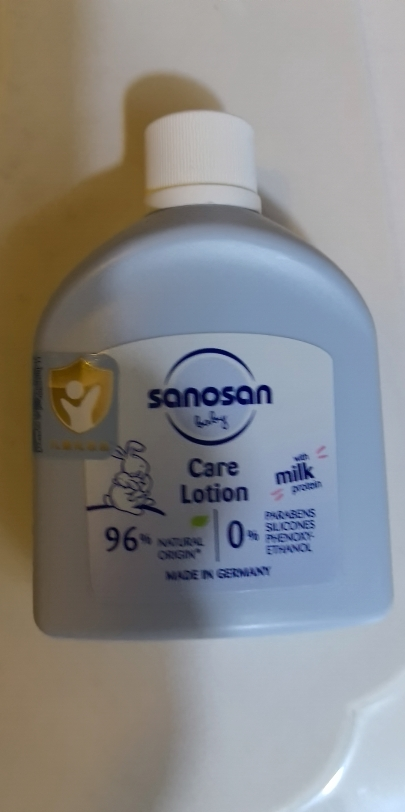 sanosan
baby
Care
Lotion
with
milk
protein
96%
NATURAL
ORIGIN*
0%
PARABENS
SILICONES
PHENOXY-
ETHANOL
MADE IN GERMANY